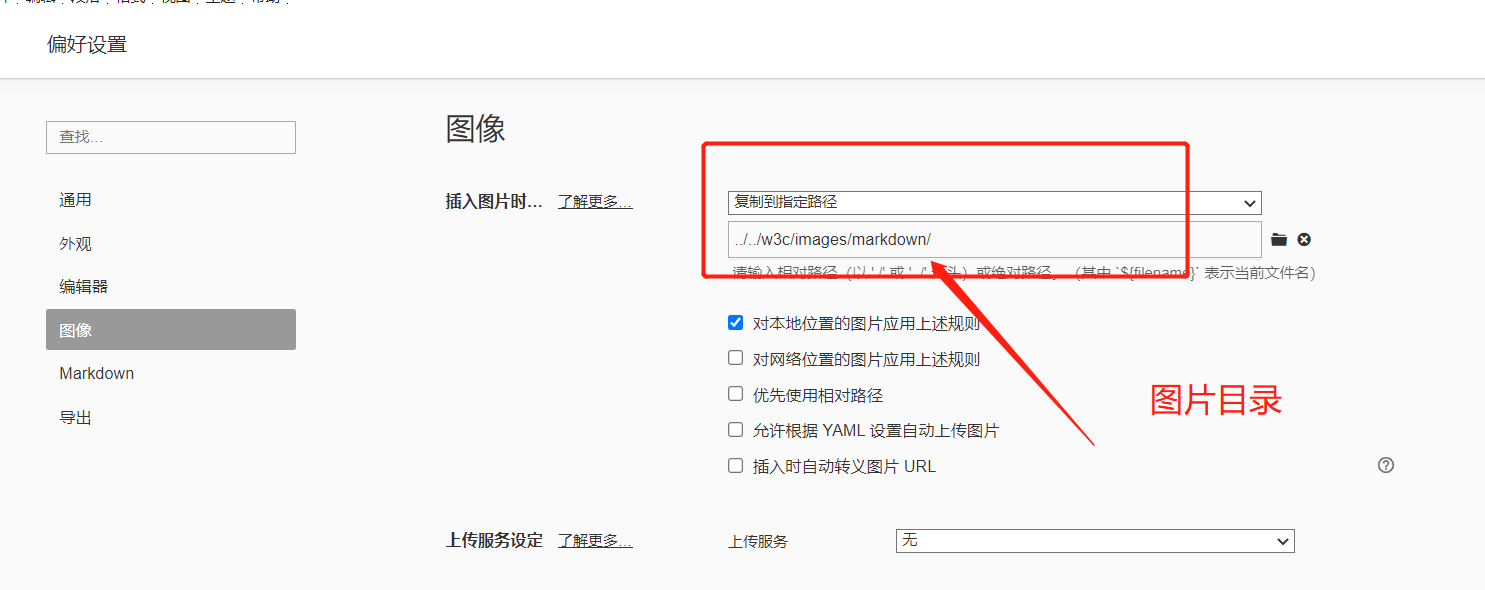 偏好设置
查找...
通用
外观
编辑器
图像
Markdown
导出
图像
插入图片时... 了解更多...
复制到指定路径
../../w3c/images/markdown/
请输入相对路径（以 './' 或 '../' 开头）或绝对路径。（其中 `${filename}` 表示当前文件名）
对本地位置的图片应用上述规则
对网络位置的图片应用上述规则
优先使用相对路径
允许根据 YAML 设置自动上传图片
插入时自动转义图片 URL
图片目录
上传服务设定 了解更多... 上传服务 无